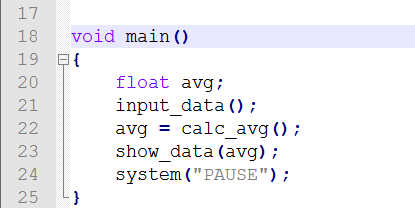 17
18 void main()
19 {
20 float avg;
21 input_data();
22 avg = calc_avg();
23 show_data(avg);
24 system("PAUSE");
25 }